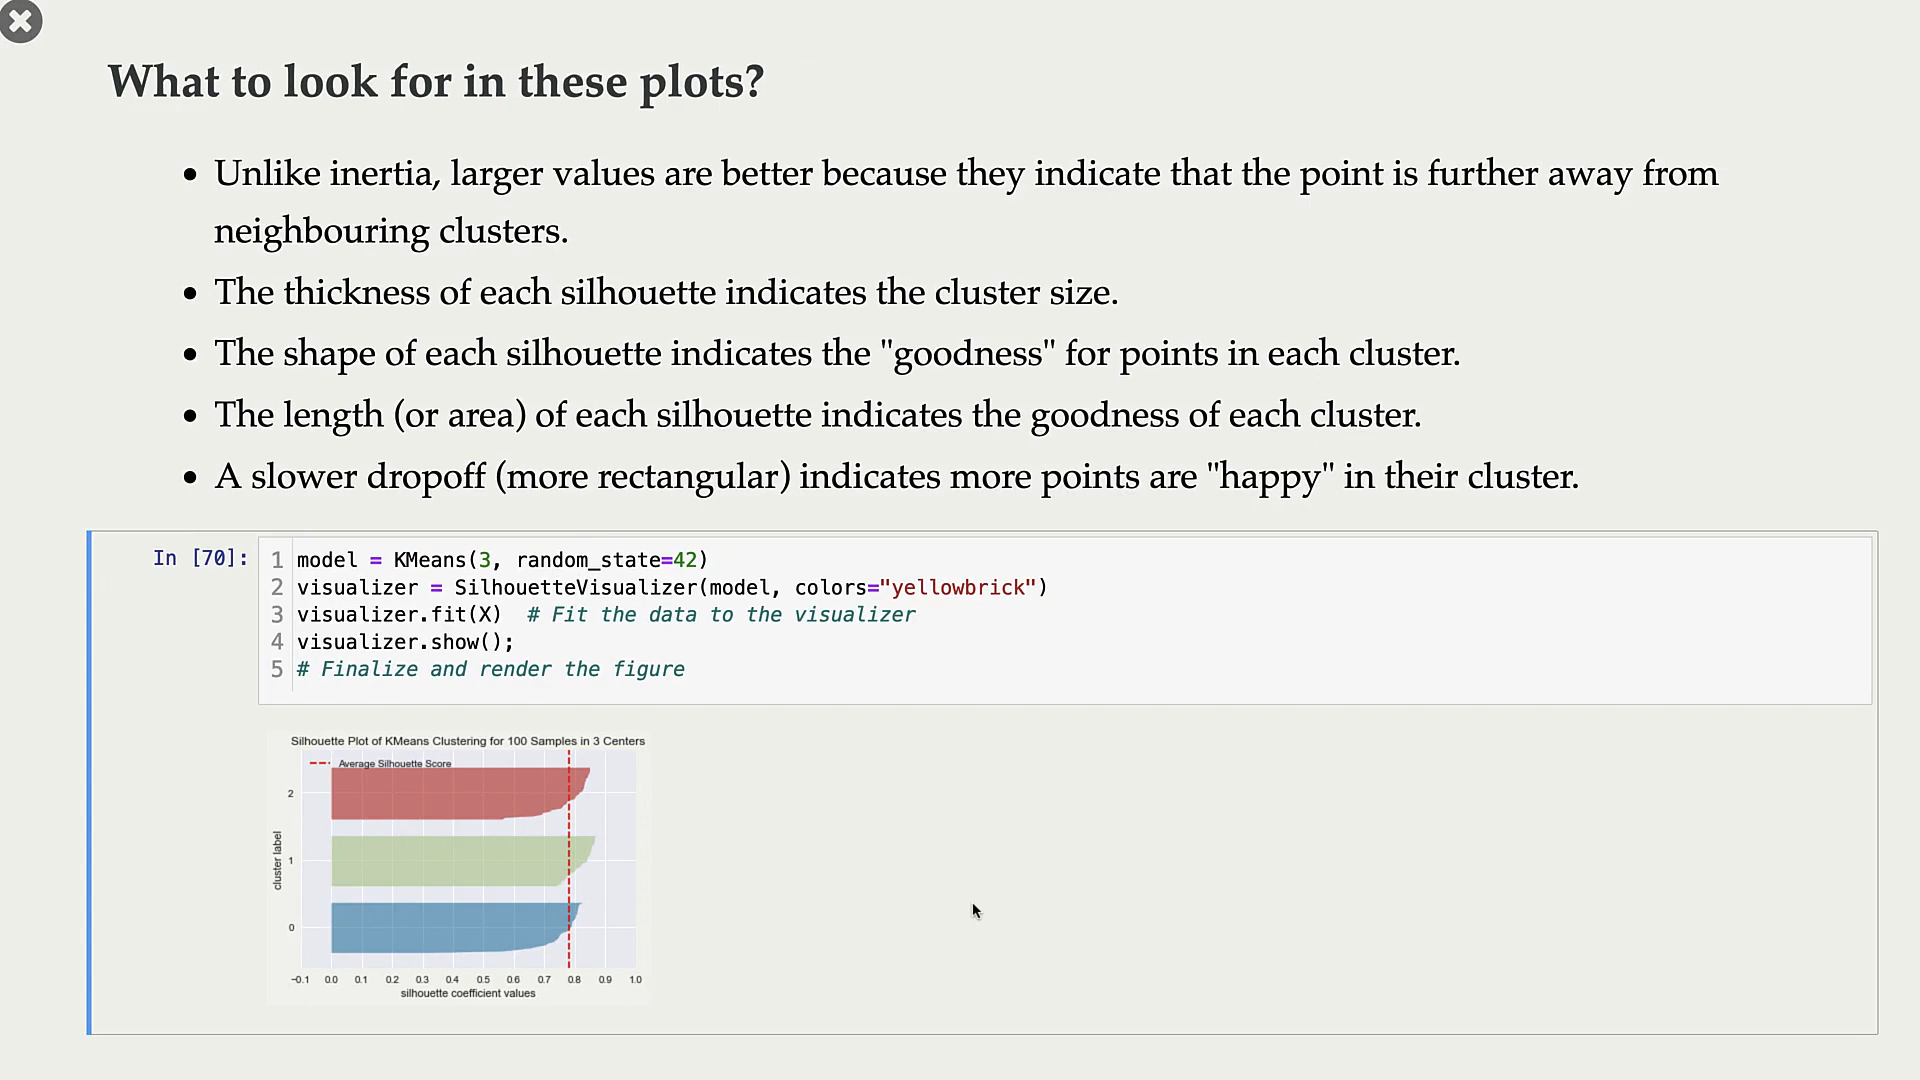 What to look for in these plots?
• Unlike inertia, larger values are better because they indicate that the point is further away from
neighbouring clusters.
• The thickness of each silhouette indicates the cluster size.
• The shape of each silhouette indicates the "goodness" for points in each cluster.
• The length (or area) of each silhouette indicates the goodness of each cluster.
• A slower dropoff (more rectangular) indicates more points are "happy" in their cluster.
In [70]:
1 model = KMeans(3, random_state=42)
2 visualizer = SilhouetteVisualizer(model, colors="yellowbrick")
3 visualizer.fit(X)  # Fit the data to the visualizer
4 visualizer.show();
5 # Finalize and render the figure
Silhouette Plot of KMeans Clustering for 100 Samples in 3 Centers
Average Silhouette Score
2
1
0
cluster label
−0.1 0.0 0.1 0.2 0.3 0.4 0.5 0.6 0.7 0.8 0.9 1.0
silhouette coefficient values